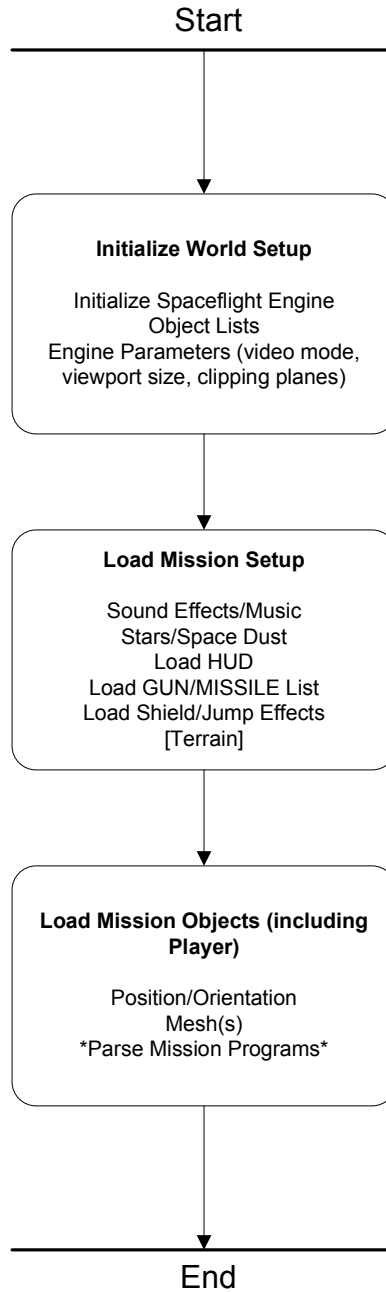 Start
Initialize World Setup
Initialize Spaceflight Engine
Object Lists
Engine Parameters (video mode,
viewport size, clipping planes)
Load Mission Setup
Sound Effects/Music
Stars/Space Dust
Load HUD
Load GUN/MISSILE List
Load Shield/Jump Effects
[Terrain]
Load Mission Objects (including
Player)
Position/Orientation
Mesh(s)
*Parse Mission Programs*
End